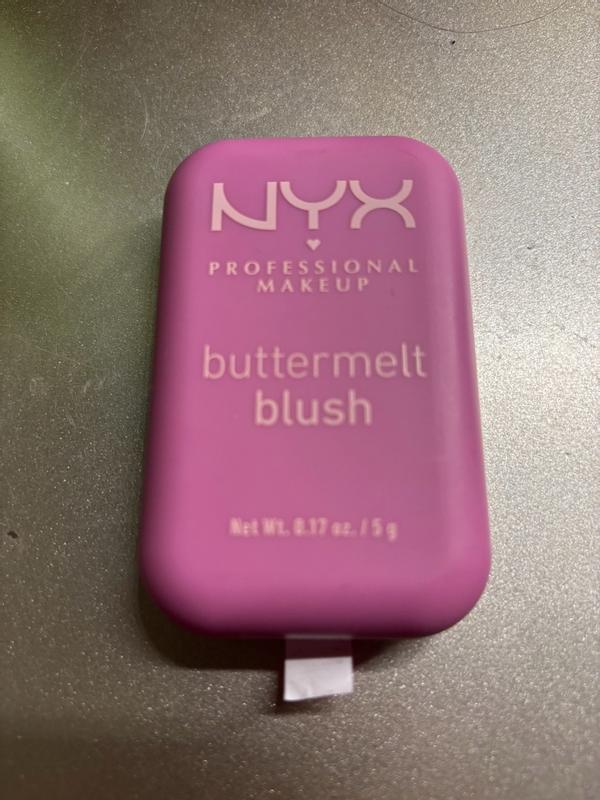 NYX
PROFESSIONAL
MAKEUP
buttermelt
blush
Net Wt. 0.17 oz. / 5 g